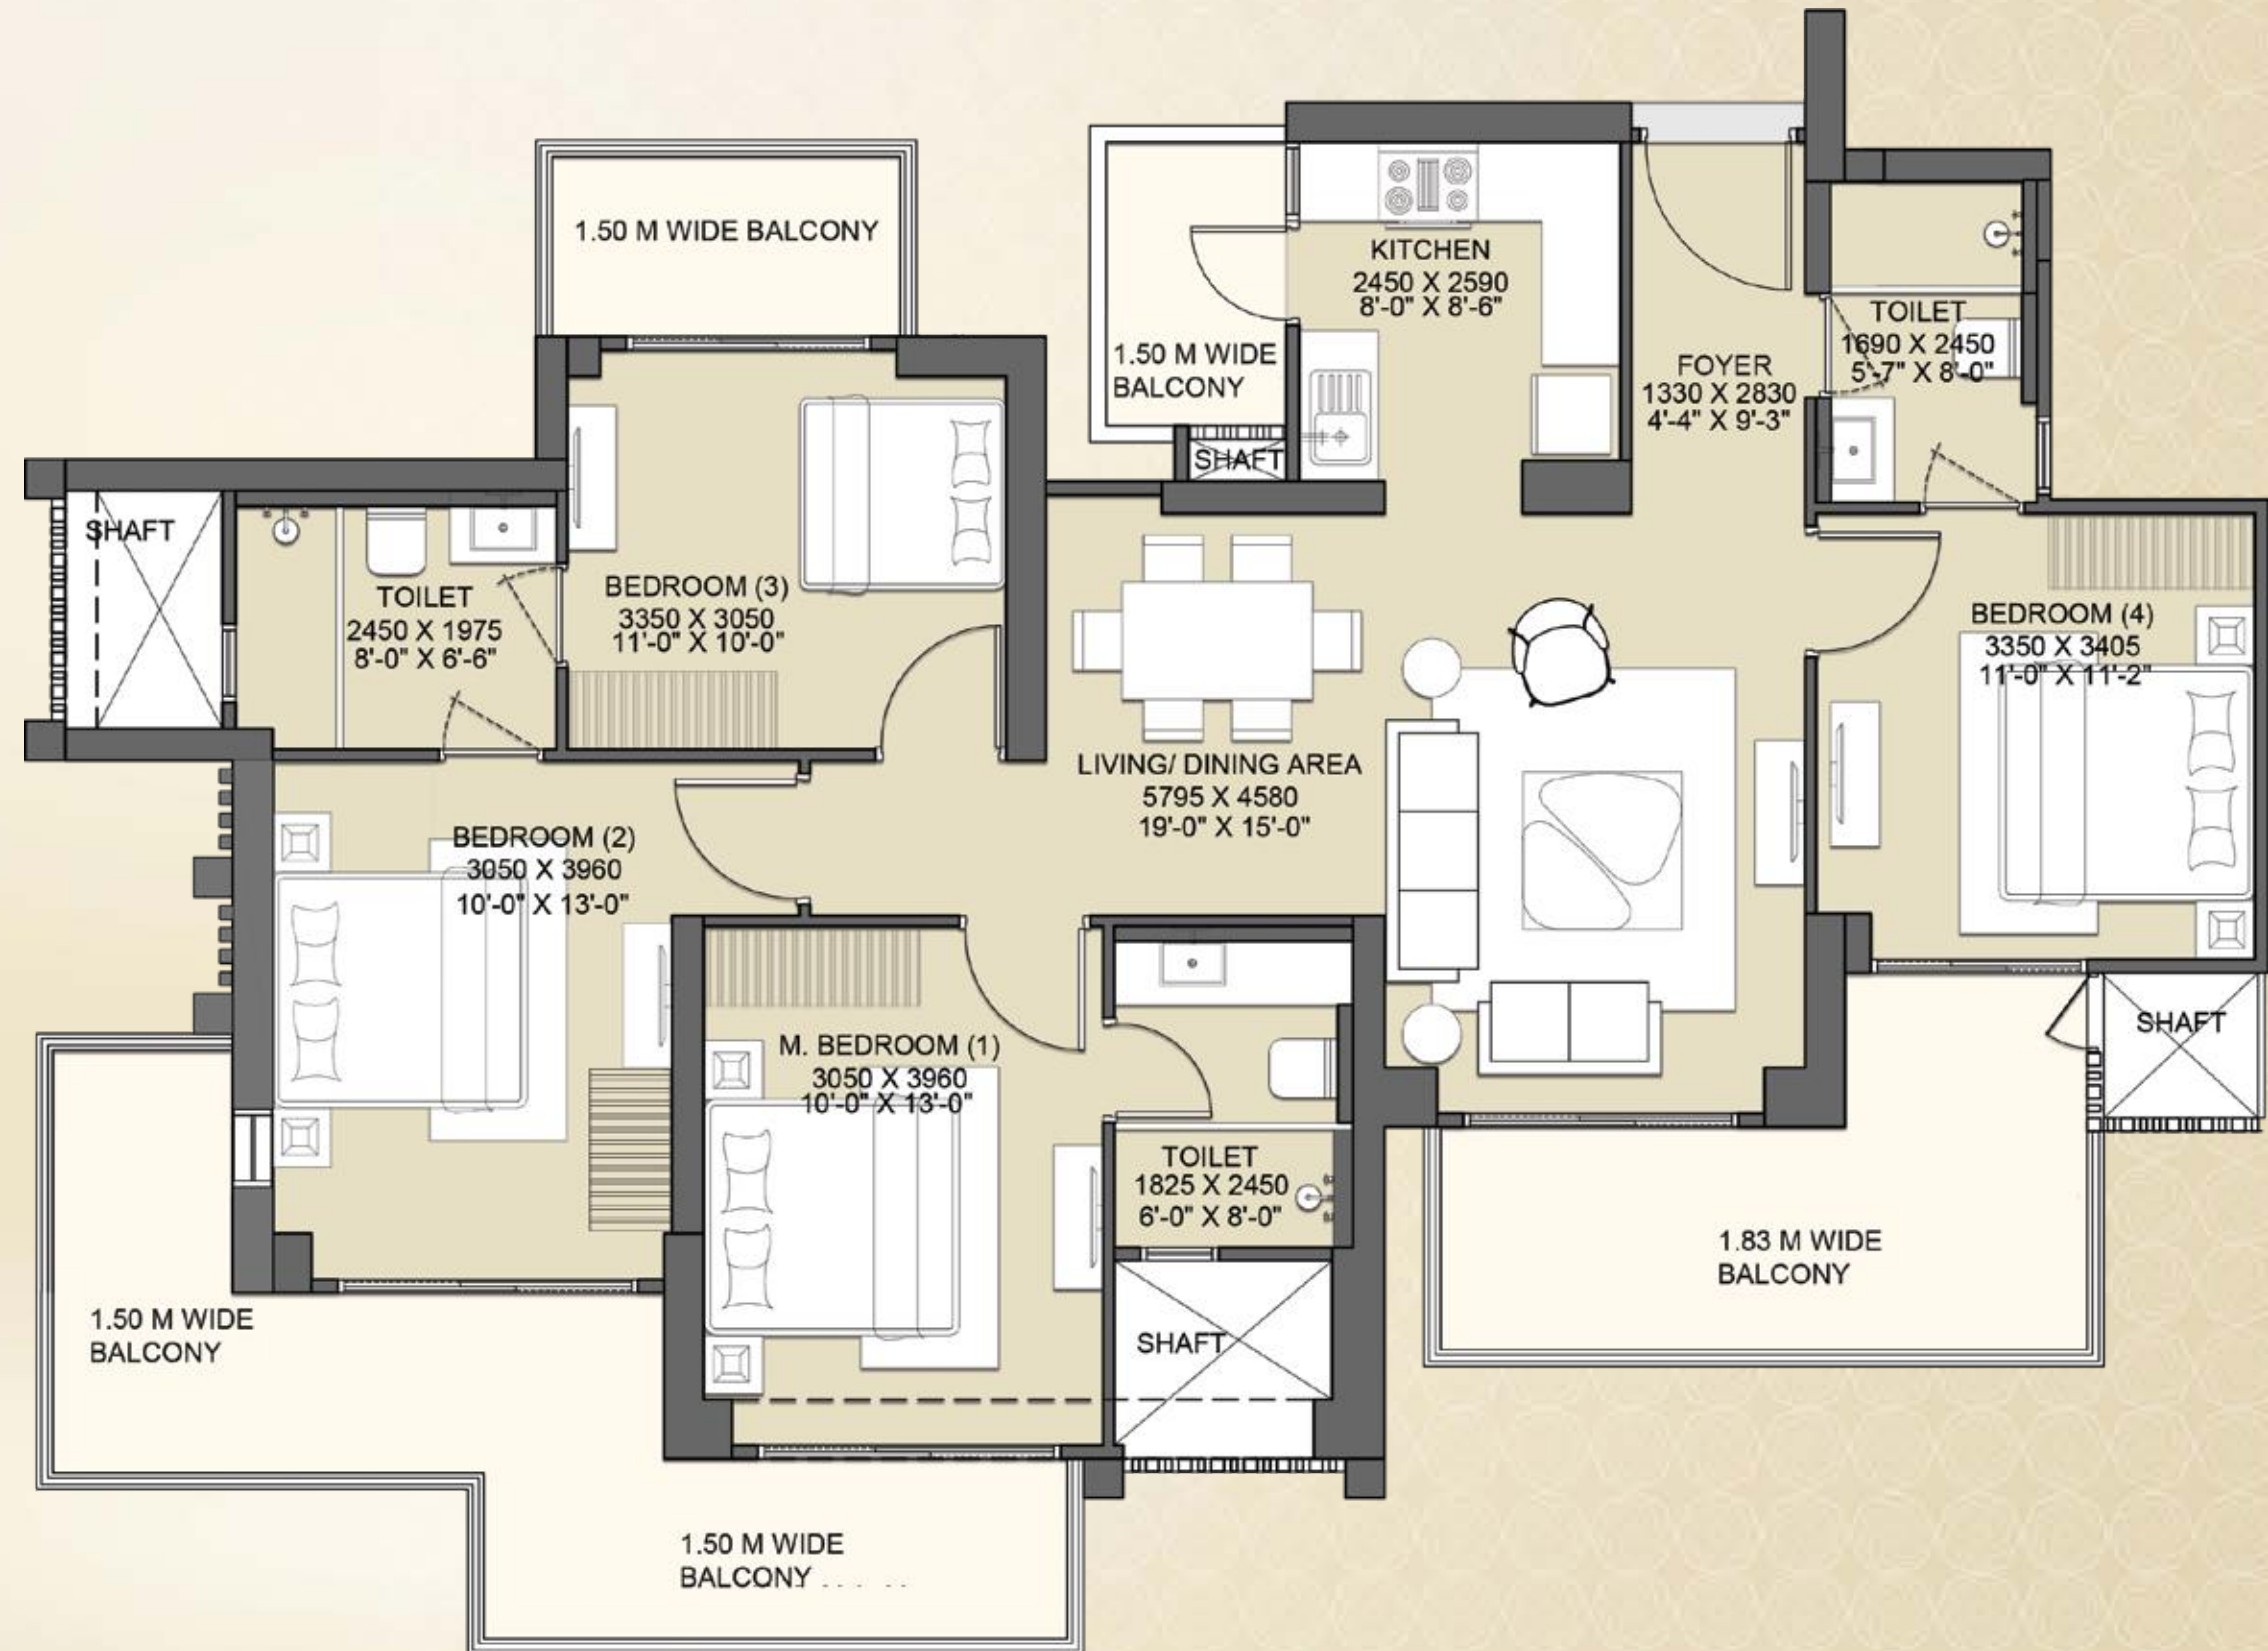 1.50 M WIDE BALCONY
KITCHEN
2450 X 2590
8'-0" X 8'-6"
1.50 M WIDE
BALCONY
SHAFT
FOYER
1330 X 2830
4'-4" X 9'-3"
TOILET
1690 X 2450
5'-7" X 8'-0"
SHAFT
TOILET
2450 X 1975
8'-0" X 6'-6"
BEDROOM (3)
3350 X 3050
11'-0" X 10'-0"
BEDROOM (4)
3350 X 3405
11'-0" X 11'-2"
LIVING/ DINING AREA
5795 X 4580
19'-0" X 15'-0"
BEDROOM (2)
3050 X 3960
10'-0" X 13'-0"
M. BEDROOM (1)
3050 X 3960
10'-0" X 13'-0"
SHAFT
TOILET
1825 X 2450
6'-0" X 8'-0"
1.83 M WIDE
BALCONY
1.50 M WIDE
BALCONY
SHAFT
1.50 M WIDE
BALCONY